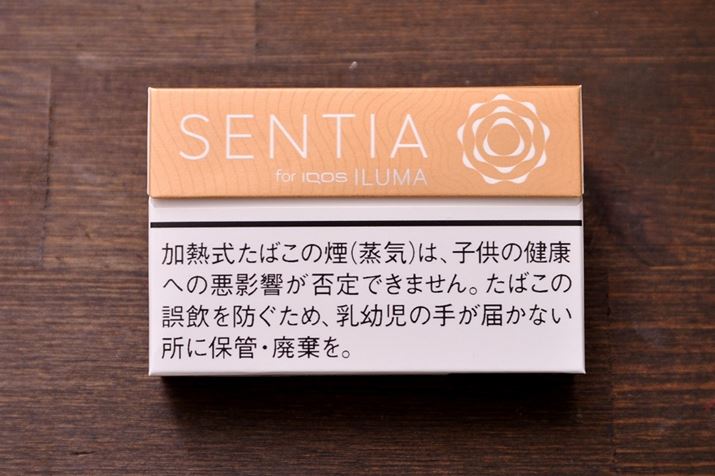 SENTIA
for IQOS ILUMA
加熱式たばこの煙(蒸気)は、子供の健康
への悪影響が否定できません。たばこの
誤飲を防ぐため、乳幼児の手が届かない
所に保管・廃棄を。